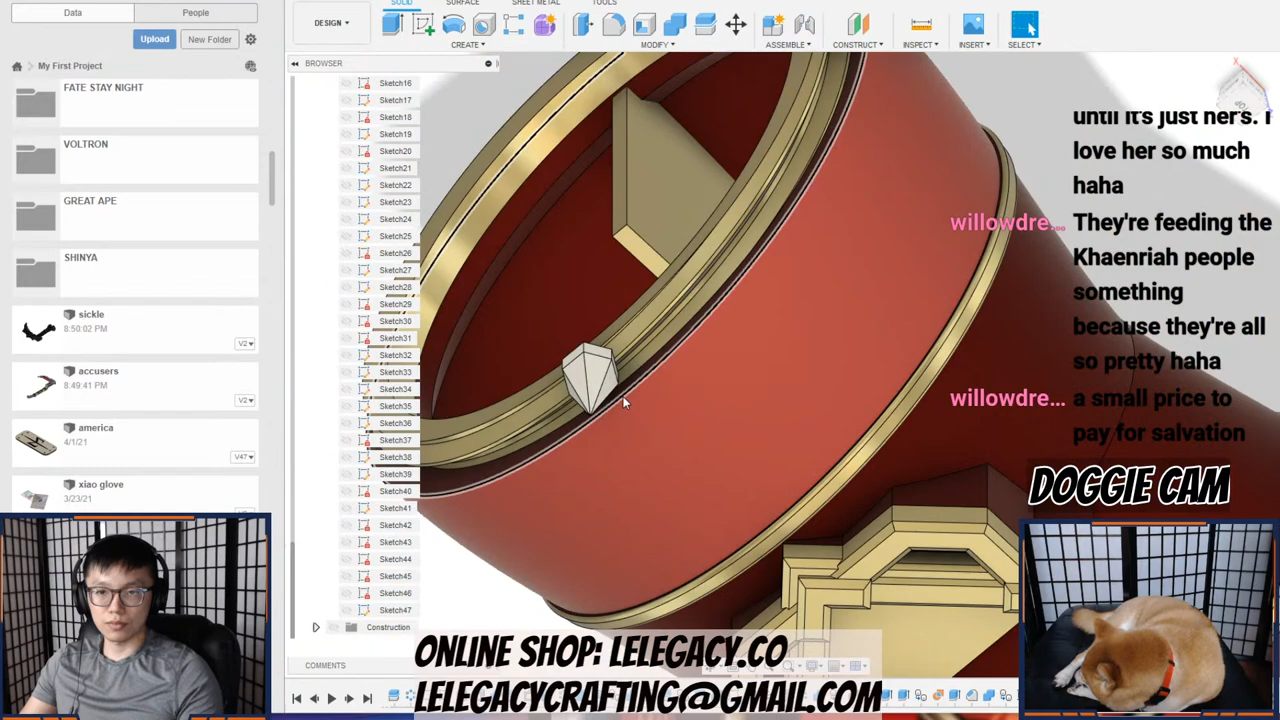 Data
People
Upload
New Folder
My First Project
FATE STAY NIGHT
VOLTRON
GREAT APE
SHINYA
sickle
8:50:02 PM
V2
accusers
8:49:41 PM
V2
america
4/1/21
V47
xiao glove
3/23/21
DESIGN
SOLID
SURFACE
SHEET METAL
TOOLS
CREATE
MODIFY
ASSEMBLE
CONSTRUCT
INSPECT
INSERT
SELECT
BROWSER
Sketch16
Sketch17
Sketch18
Sketch19
Sketch20
Sketch21
Sketch22
Sketch23
Sketch24
Sketch25
Sketch26
Sketch27
Sketch28
Sketch29
Sketch30
Sketch31
Sketch32
Sketch33
Sketch34
Sketch35
Sketch36
Sketch37
Sketch38
Sketch39
Sketch40
Sketch41
Sketch42
Sketch43
Sketch44
Sketch45
Sketch46
Sketch47
Construction
COMMENTS
TOP
until it's just hers. I
love her so much
haha
willowdre... They're feeding the
Khaenriah people
something
because they're all
so pretty haha
willowdre... a small price to
pay for salvation
DOGGIE CAM
ONLINE SHOP: LELEGACY.CO
LELEGACYCRAFTING@GMAIL.COM